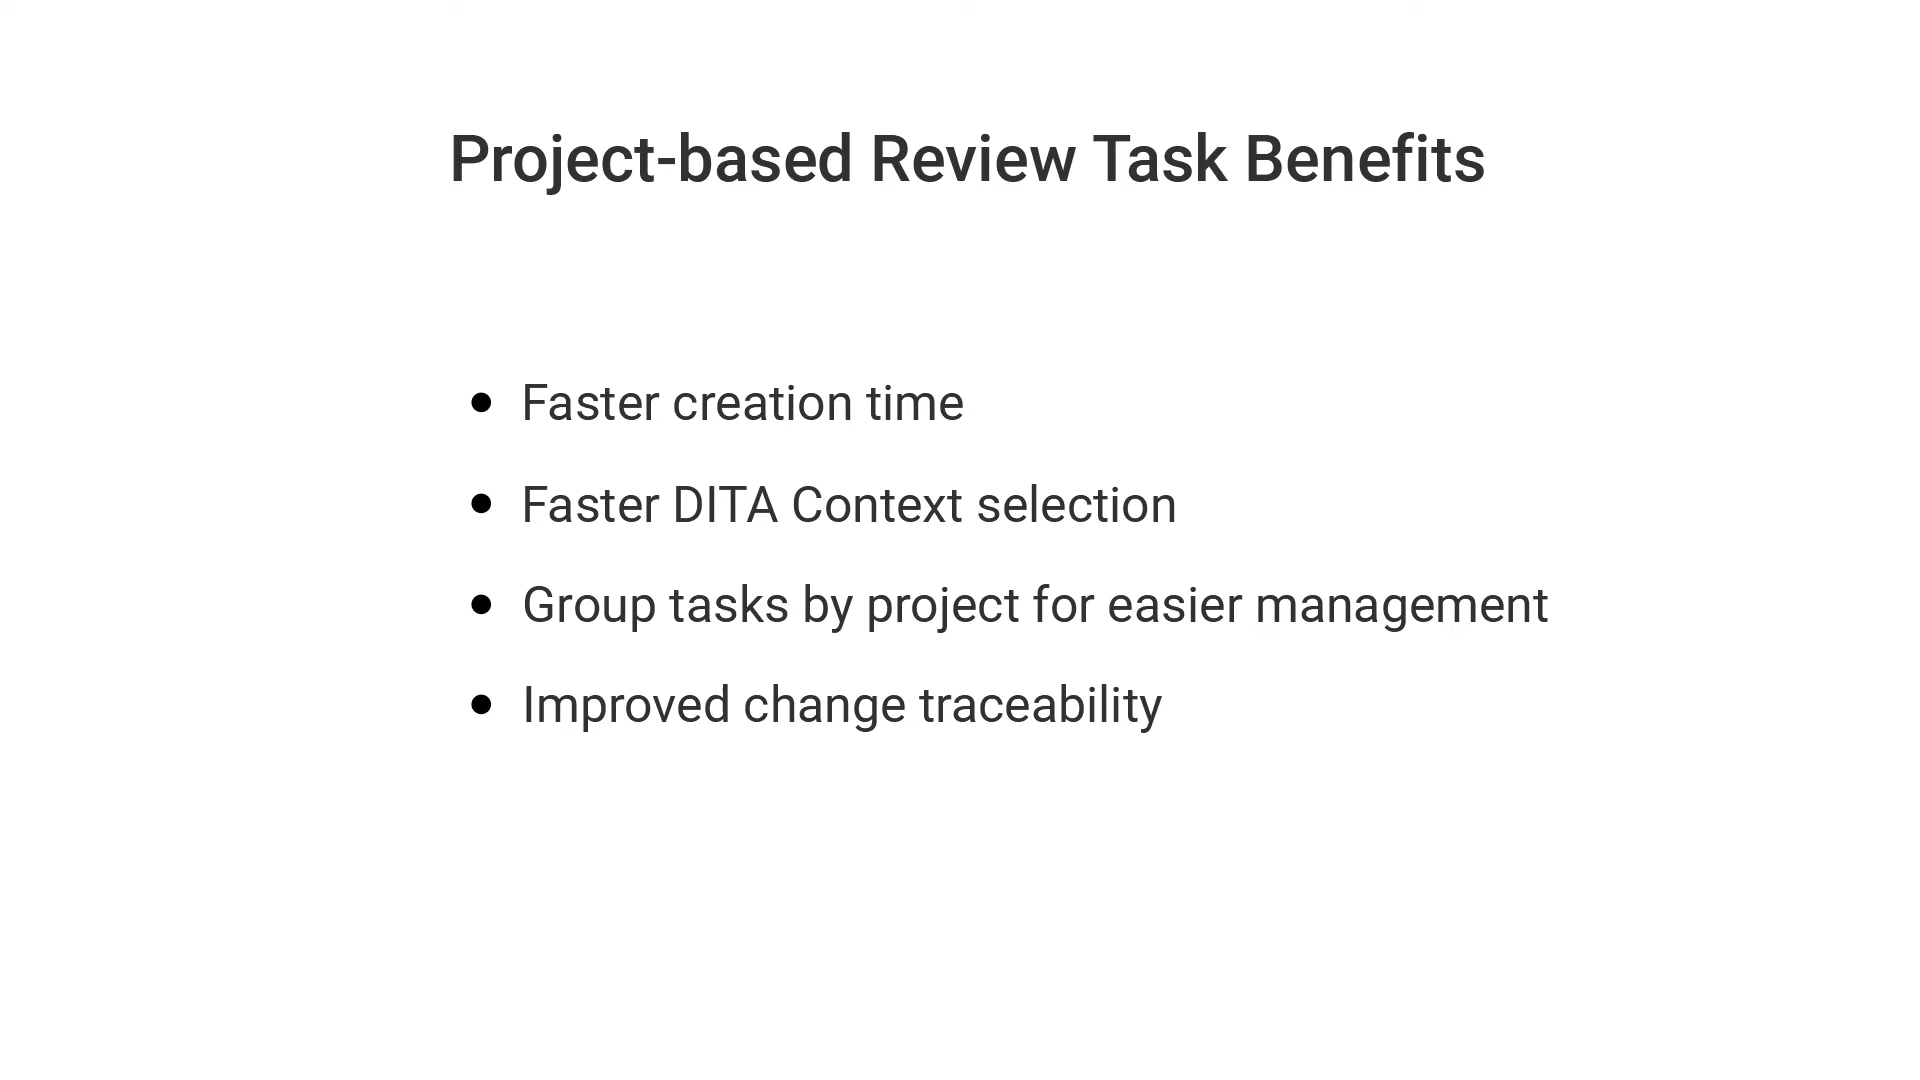 Project-based Review Task Benefits
Faster creation time
Faster DITA Context selection
Group tasks by project for easier management
Improved change traceability